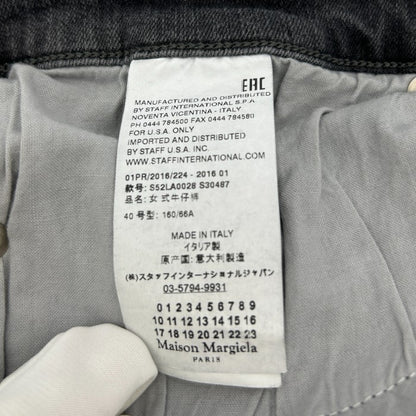 EAC
MANUFACTURED AND DISTRIBUTED
BY STAFF INTERNATIONAL S.P.A
NOVENTA VICENTINA - ITALY
PH 0444 784500 FAX 0444 784580
FOR U.S.A. ONLY
IMPORTED AND DISTRIBUTED
BY STAFF U.S.A. INC.
WWW.STAFFINTERNATIONAL.COM
01PR/2016/224 - 2016 01
款号: S52LA0028 S30487
品名: 女式牛仔裤
40 号型: 160/66A
MADE IN ITALY
イタリア製
原產國: 意大利製造
(株)スタッフインターナショナルジャパン
03-5794-9931
0 1 2 3 4 5 6 7 8 9
10 11 12 13 14 15 16
17 18 19 20 21 22 23
Maison Margiela
PARIS